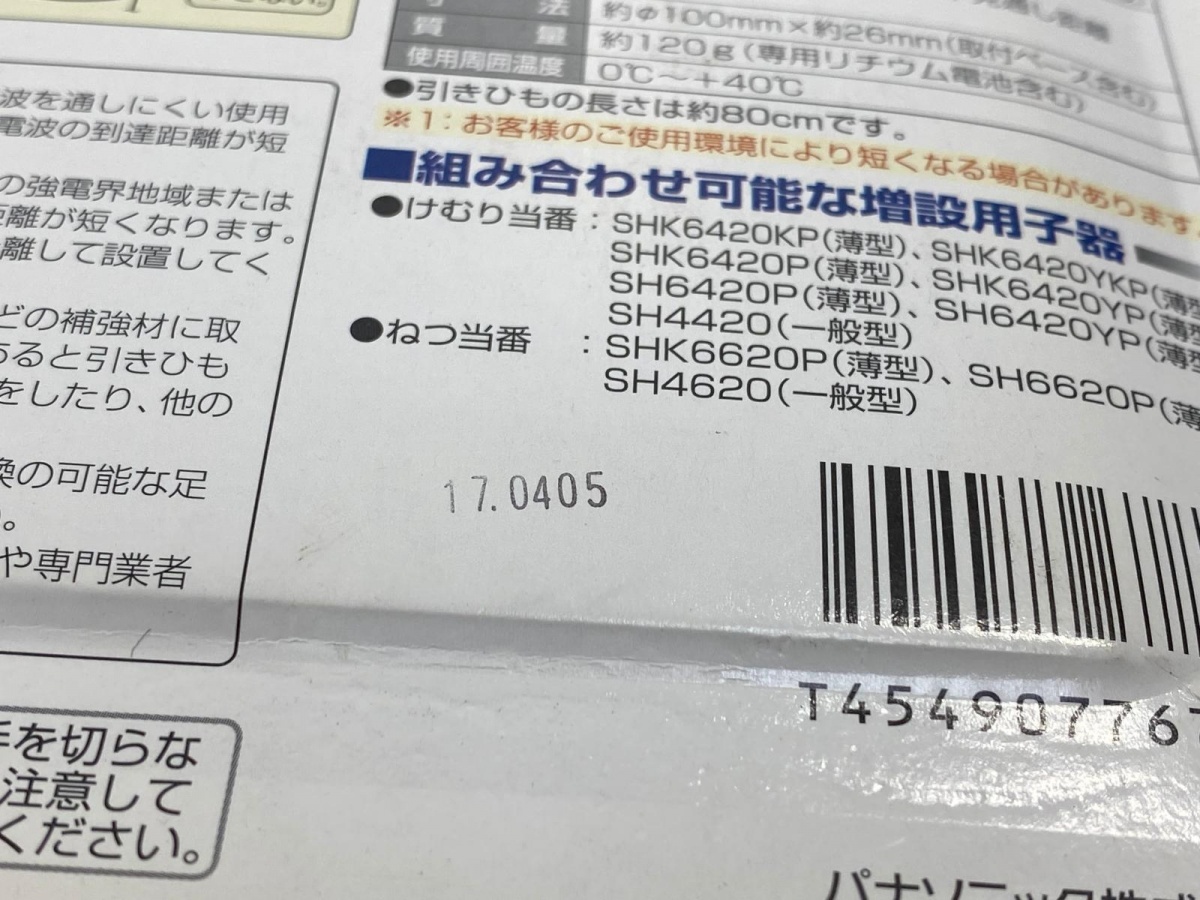 寸 法 約φ100mm×約26mm(取付ベース含む)
質 量 約120g(専用リチウム電池含む)
使用周囲温度 0℃～+40℃
●引きひもの長さは約80cmです。
※1:お客様のご使用環境により短くなる場合があります。
■組み合わせ可能な増設用子器
●けむり当番:SHK6420KP(薄型)、SHK6420YKP(薄型
SHK6420P(薄型)、SHK6420YP(薄型
SH6420P(薄型)、SH6420YP(薄型
SH4420(一般型)
●ねつ当番 :SHK6620P(薄型)、SH6620P(薄
SH4620(一般型)
17.0405
T454907767
パナソニック株式
波を通しにくい使用
電波の到達距離が短
の強電界地域または
距離が短くなります。
離して設置してく
どの補強材に取
あると引きひも
をしたり、他の
換の可能な足
。
や専門業者
手を切らな
注意して
ください。